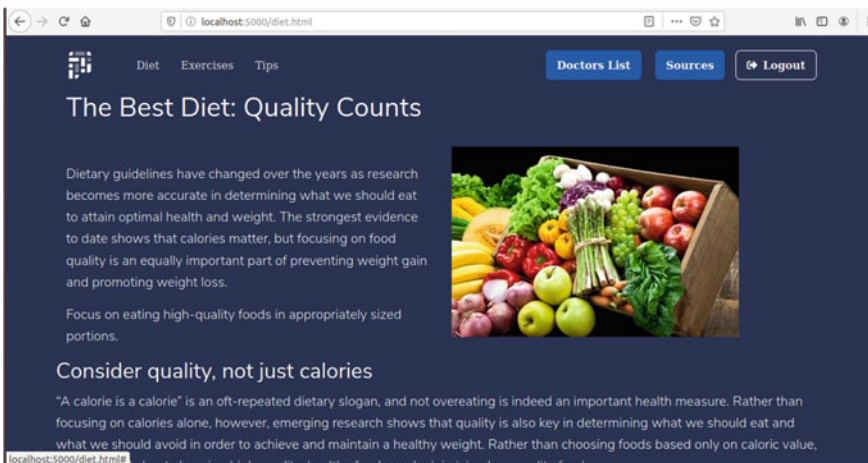 localhost:5000/diet.html
Diet Exercises Tips Doctors List Sources Logout
The Best Diet: Quality Counts
Dietary guidelines have changed over the years as research
becomes more accurate in determining what we should eat
to attain optimal health and weight. The strongest evidence
to date shows that calories matter, but focusing on food
quality is an equally important part of preventing weight gain
and promoting weight loss.
Focus on eating high-quality foods in appropriately sized
portions.
Consider quality, not just calories
“A calorie is a calorie” is an oft-repeated dietary slogan, and not overeating is indeed an important health measure. Rather than
focusing on calories alone, however, emerging research shows that quality is also key in determining what we should eat and
what we should avoid in order to achieve and maintain a healthy weight. Rather than choosing foods based only on caloric value,
localhost:5000/diet.html#